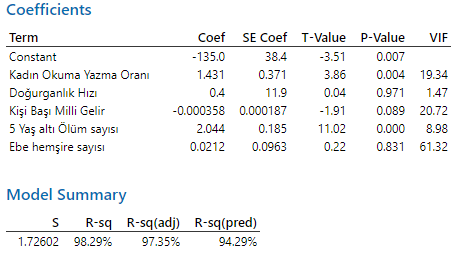 Coefficients
Term Coef SE Coef T-Value P-Value VIF
Constant -135.0 38.4 -3.51 0.007
Kadın Okuma Yazma Oranı 1.431 0.371 3.86 0.004 19.34
Doğurganlık Hızı 0.4 11.9 0.04 0.971 1.47
Kişi Başı Milli Gelir -0.000358 0.000187 -1.91 0.089 20.72
5 Yaş altı Ölüm sayısı 2.044 0.185 11.02 0.000 8.98
Ebe hemşire sayısı 0.0212 0.0963 0.22 0.831 61.32
Model Summary
S R-sq R-sq(adj) R-sq(pred)
1.72602 98.29% 97.35% 94.29%